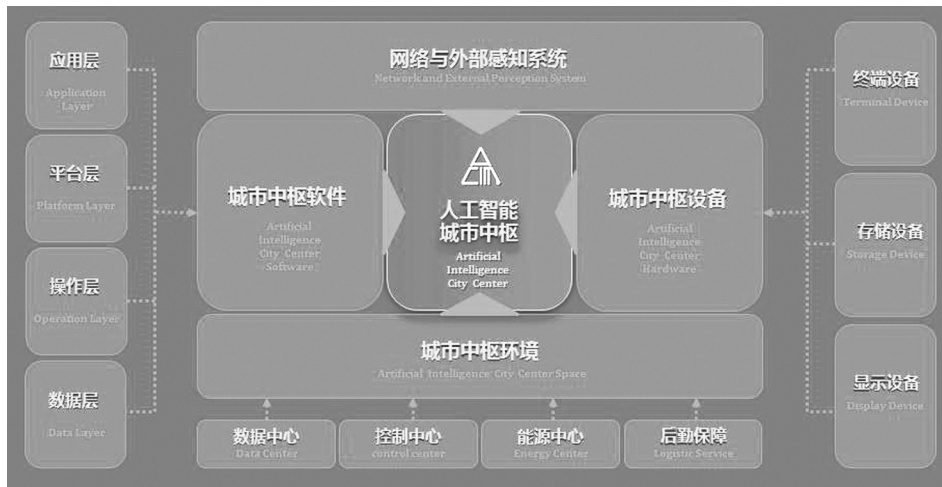 网络与外部感知系统
Network and External Perception System
应用层
Application
Layer
平台层
Platform Layer
操作层
Operation Layer
数据层
Data Layer
城市中枢软件
Artificial
Intelligence
City Center
Software
人工智能
城市中枢
Artificial
Intelligence
City Center
城市中枢设备
Artificial
Intelligence
City Center
Hardware
终端设备
Terminal Device
存储设备
Storage Device
显示设备
Display Device
城市中枢环境
Artificial Intelligence City Center Space
数据中心
Data Center
控制中心
control center
能源中心
Energy Center
后勤保障
Logistic Service